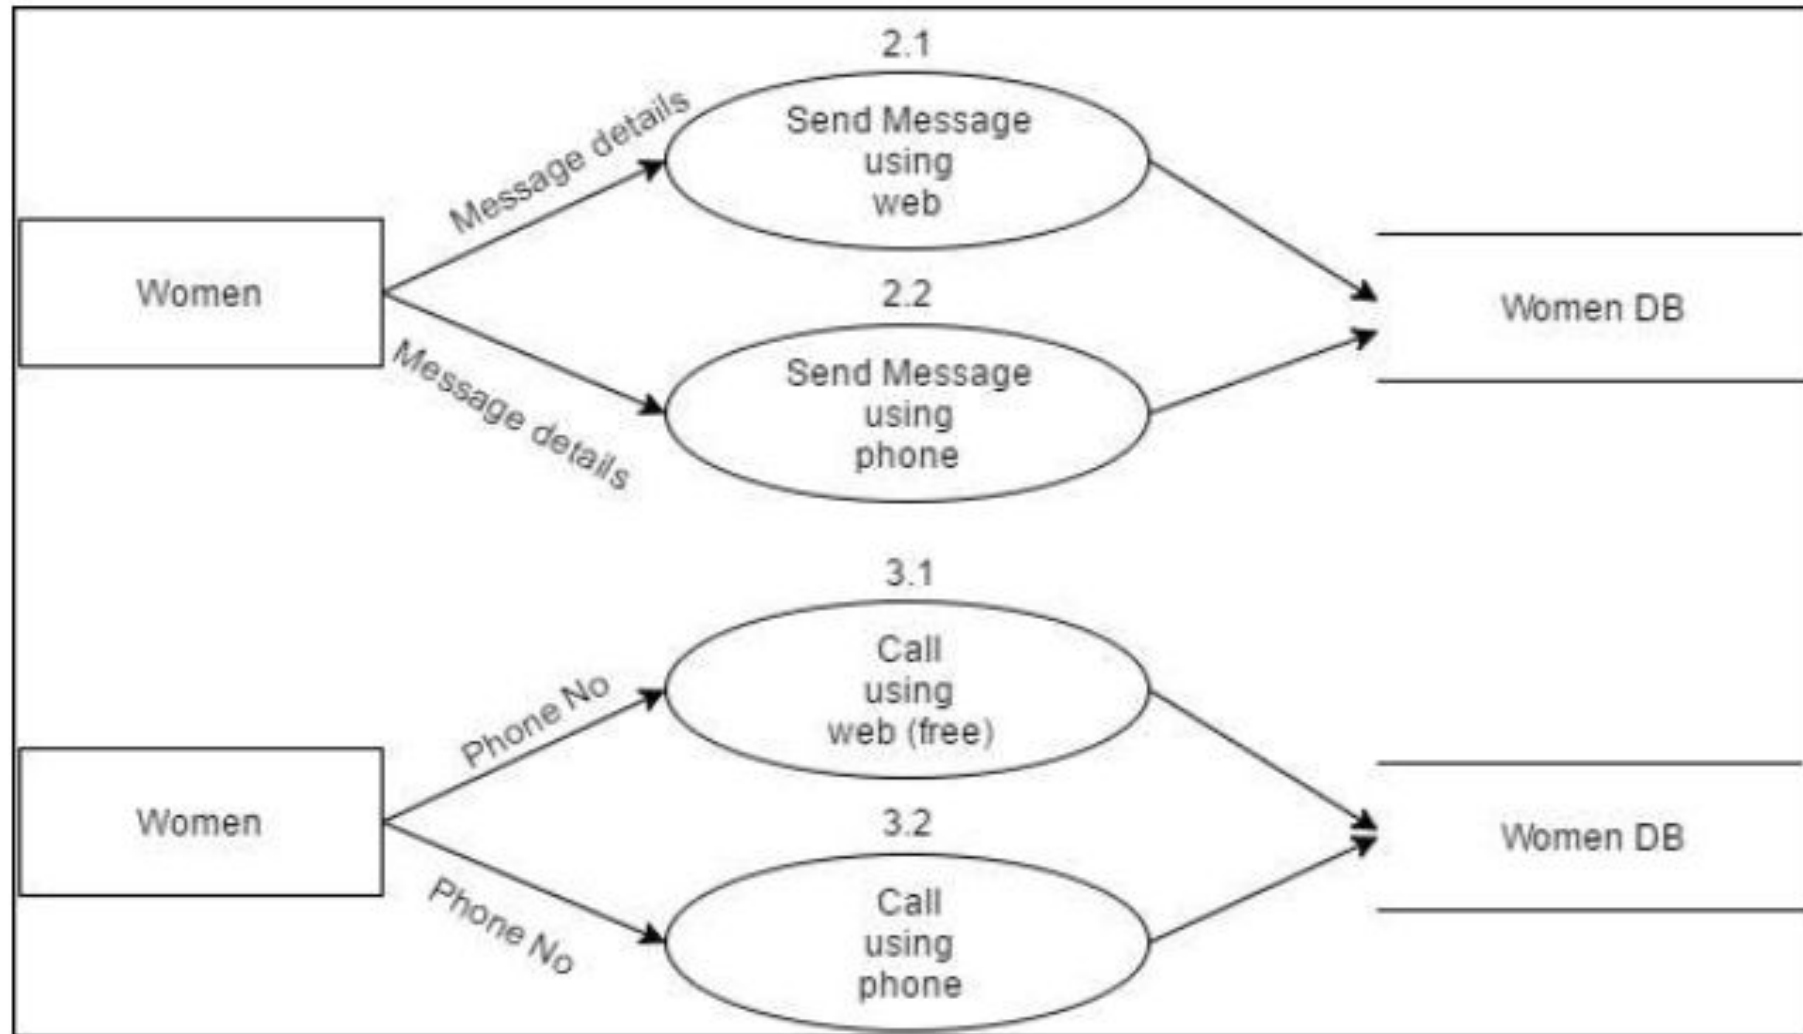 2.1
Send Message
using
web
Message details
Women
2.2
Send Message
using
phone
Message details
Women DB
3.1
Call
using
web (free)
Phone No
Women
3.2
Call
using
phone
Phone No
Women DB